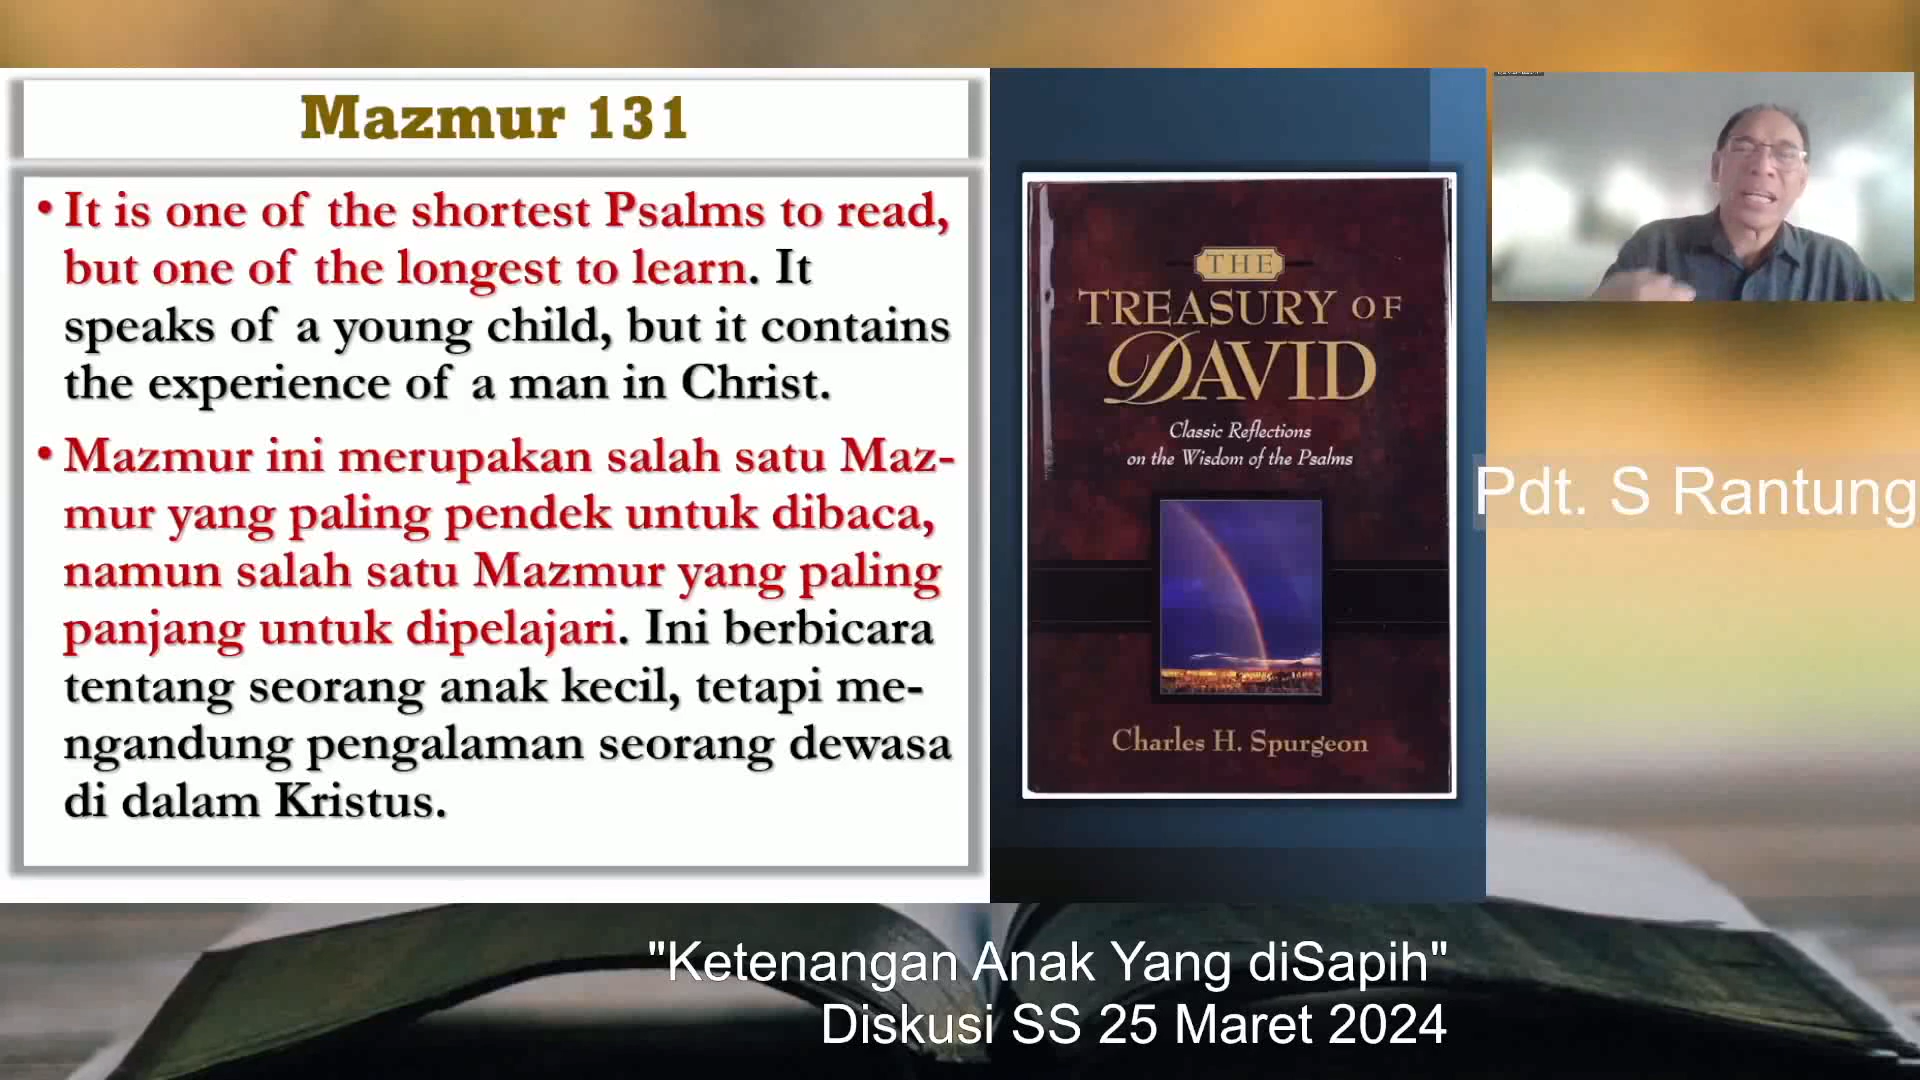 Mazmur 131
• It is one of the shortest Psalms to read,
but one of the longest to learn. It
speaks of a young child, but it contains
the experience of a man in Christ.
• Mazmur ini merupakan salah satu Maz-
mur yang paling pendek untuk dibaca,
namun salah satu Mazmur yang paling
panjang untuk dipelajari. Ini berbicara
tentang seorang anak kecil, tetapi me-
ngandung pengalaman seorang dewasa
di dalam Kristus.
THE
TREASURY OF
DAVID
Classic Reflections
on the Wisdom of the Psalms
Charles H. Spurgeon
Pdt. S Rantung
"Ketenangan Anak Yang diSapih"
Diskusi SS 25 Maret 2024